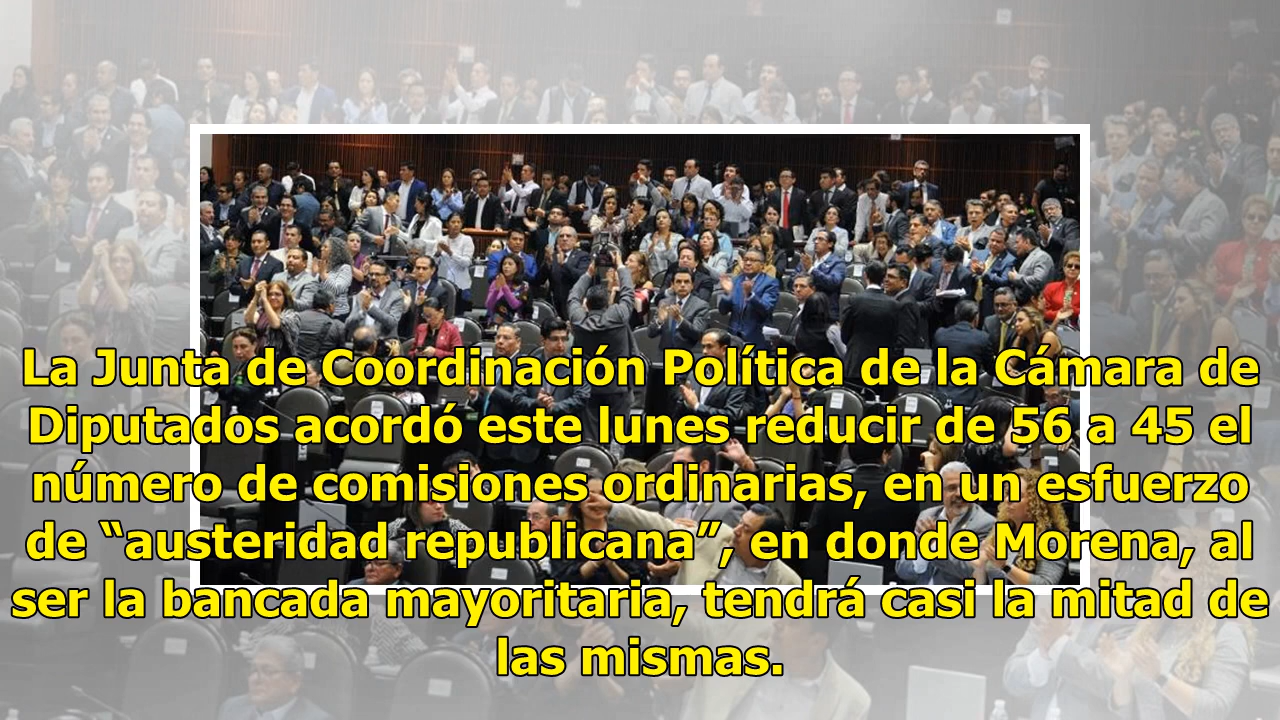 La Junta de Coordinación Política de la Cámara de
Diputados acordó este lunes reducir de 56 a 45 el
número de comisiones ordinarias, en un esfuerzo
de “austeridad republicana”, en donde Morena, al
ser la bancada mayoritaria, tendrá casi la mitad de
las mismas.